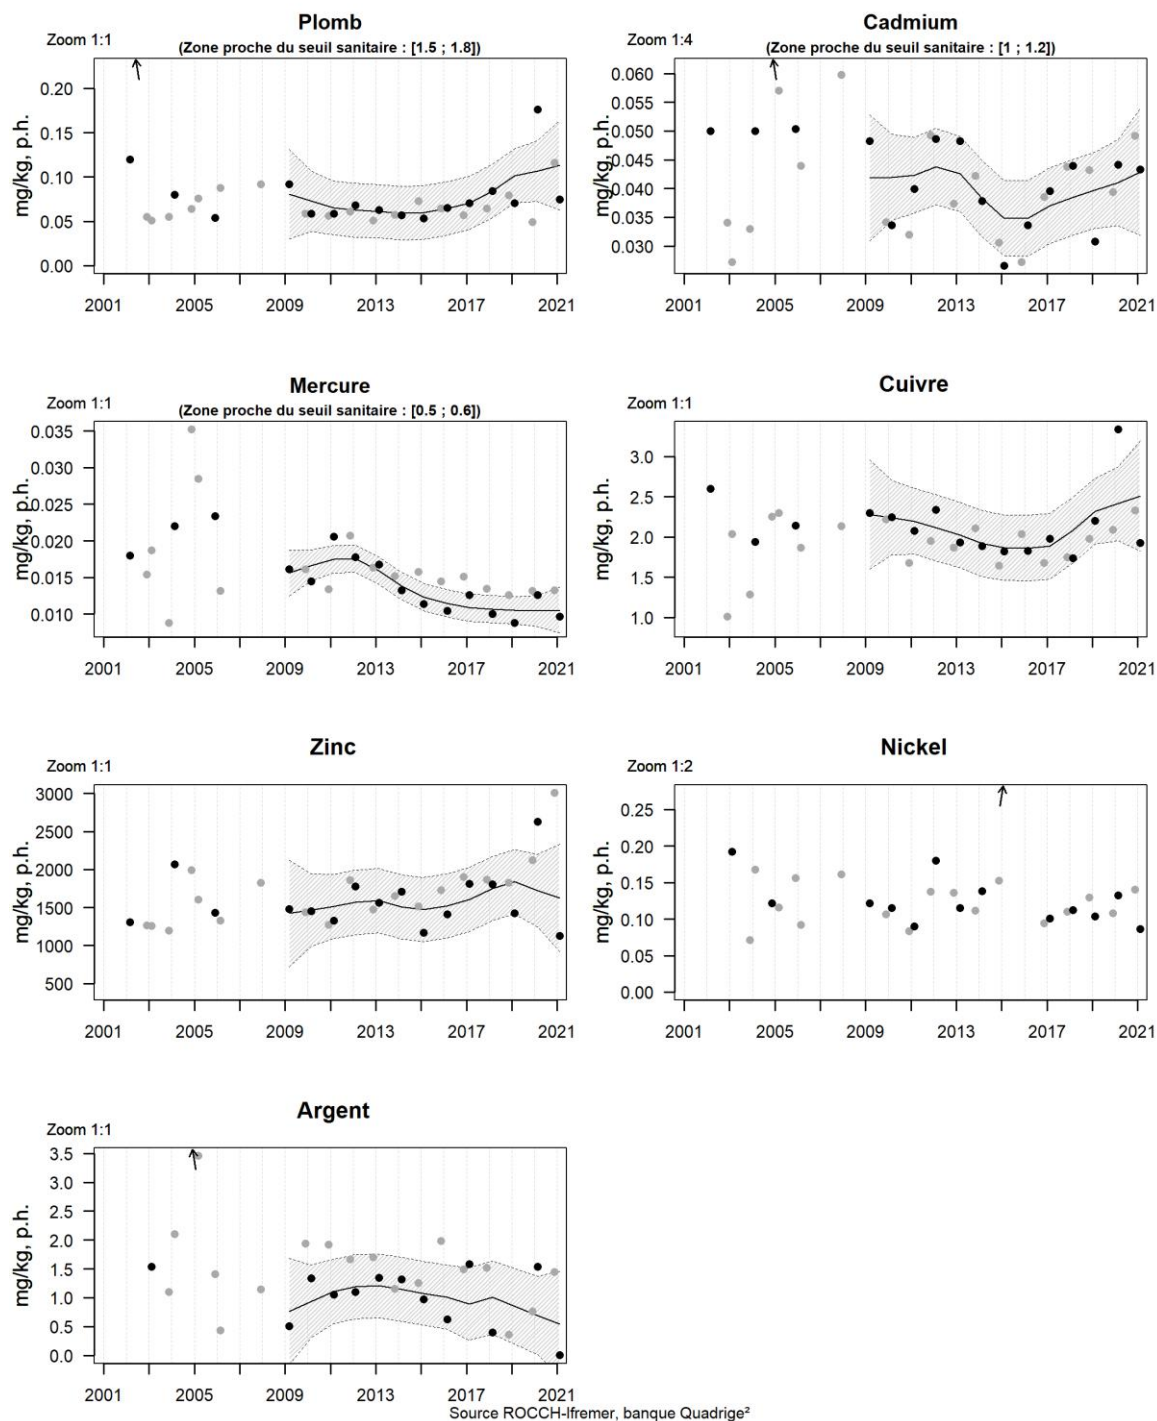 Plomb
Zoom 1:1
(Zone proche du seuil sanitaire : [1.5 ; 1.8])
mg/kg, p.h.
0.20
0.15
0.10
0.05
0.00
2001 2005 2009 2013 2017 2021
Cadmium
Zoom 1:4
(Zone proche du seuil sanitaire : [1 ; 1.2])
mg/kg, p.h.
0.060
0.055
0.050
0.045
0.040
0.035
0.030
2001 2005 2009 2013 2017 2021
Mercure
Zoom 1:1
(Zone proche du seuil sanitaire : [0.5 ; 0.6])
mg/kg, p.h.
0.035
0.030
0.025
0.020
0.015
0.010
2001 2005 2009 2013 2017 2021
Cuivre
Zoom 1:1
mg/kg, p.h.
3.0
2.5
2.0
1.5
1.0
2001 2005 2009 2013 2017 2021
Zinc
Zoom 1:1
mg/kg, p.h.
3000
2500
2000
1500
1000
500
2001 2005 2009 2013 2017 2021
Nickel
Zoom 1:2
mg/kg, p.h.
0.25
0.20
0.15
0.10
0.05
0.00
2001 2005 2009 2013 2017 2021
Argent
Zoom 1:1
mg/kg, p.h.
3.5
3.0
2.5
2.0
1.5
1.0
0.5
0.0
2001 2005 2009 2013 2017 2021
Source ROCCH-Ifremer, banque Quadrige²